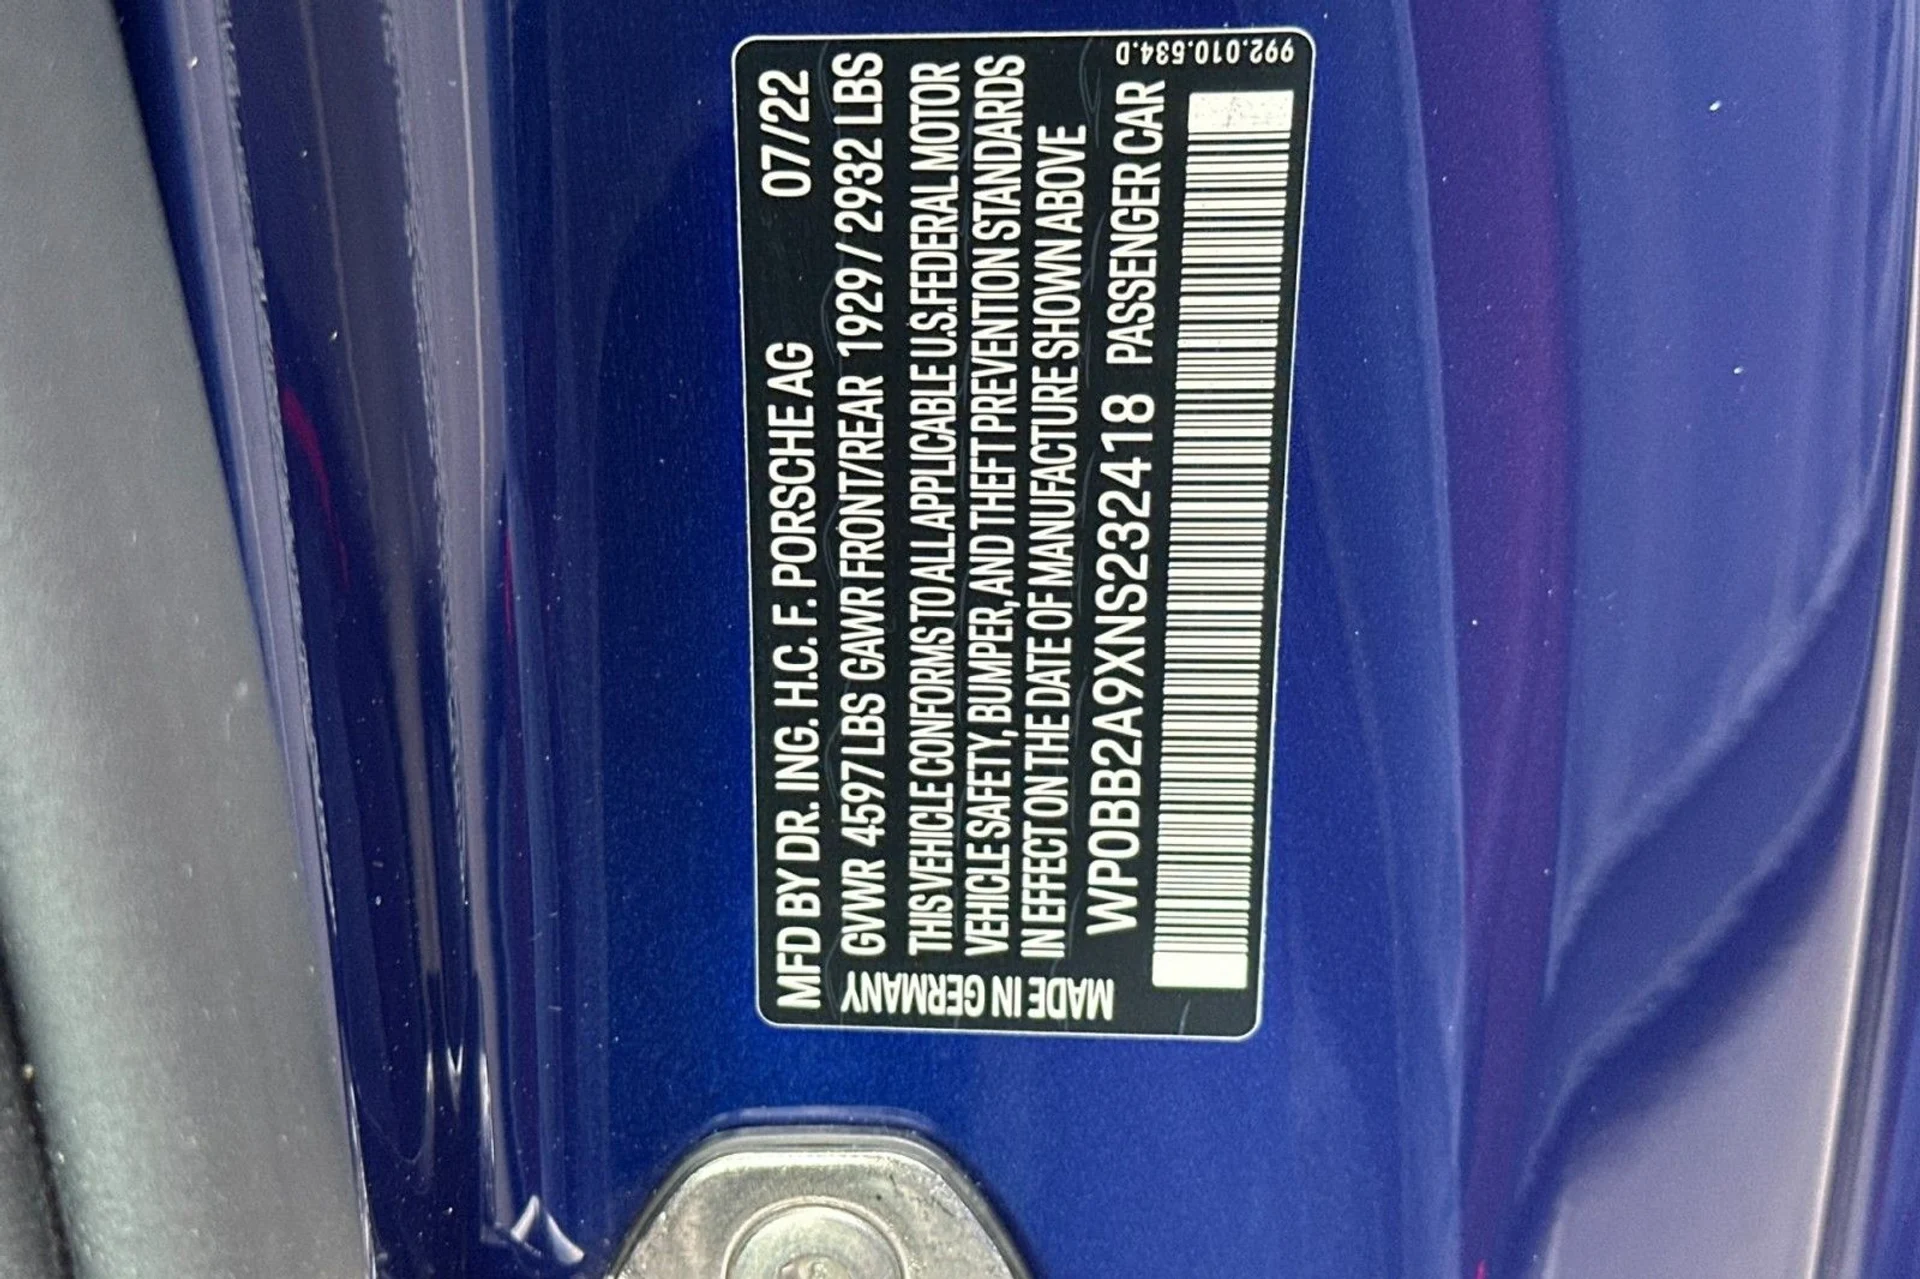 MFD BY DR. ING. H.C. F. PORSCHE AG 07/22
GVWR 4597 LBS GAWR FRONT/REAR 1929 / 2932 LBS
THIS VEHICLE CONFORMS TO ALL APPLICABLE U.S. FEDERAL MOTOR
VEHICLE SAFETY, BUMPER, AND THEFT PREVENTION STANDARDS
IN EFFECT ON THE DATE OF MANUFACTURE SHOWN ABOVE
WP0BB2A9XNS232418 PASSENGER CAR
MADE IN GERMANY
992.010.534.D